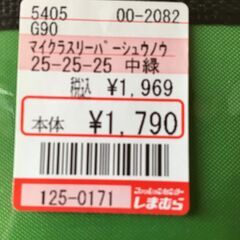 5405 00-2082
G90
マイクラスリーパーシュウノウ
25-25-25 中緑
税込 ¥1,969
本体 ¥1,790
125-0171
ファッションセンター
しまむら